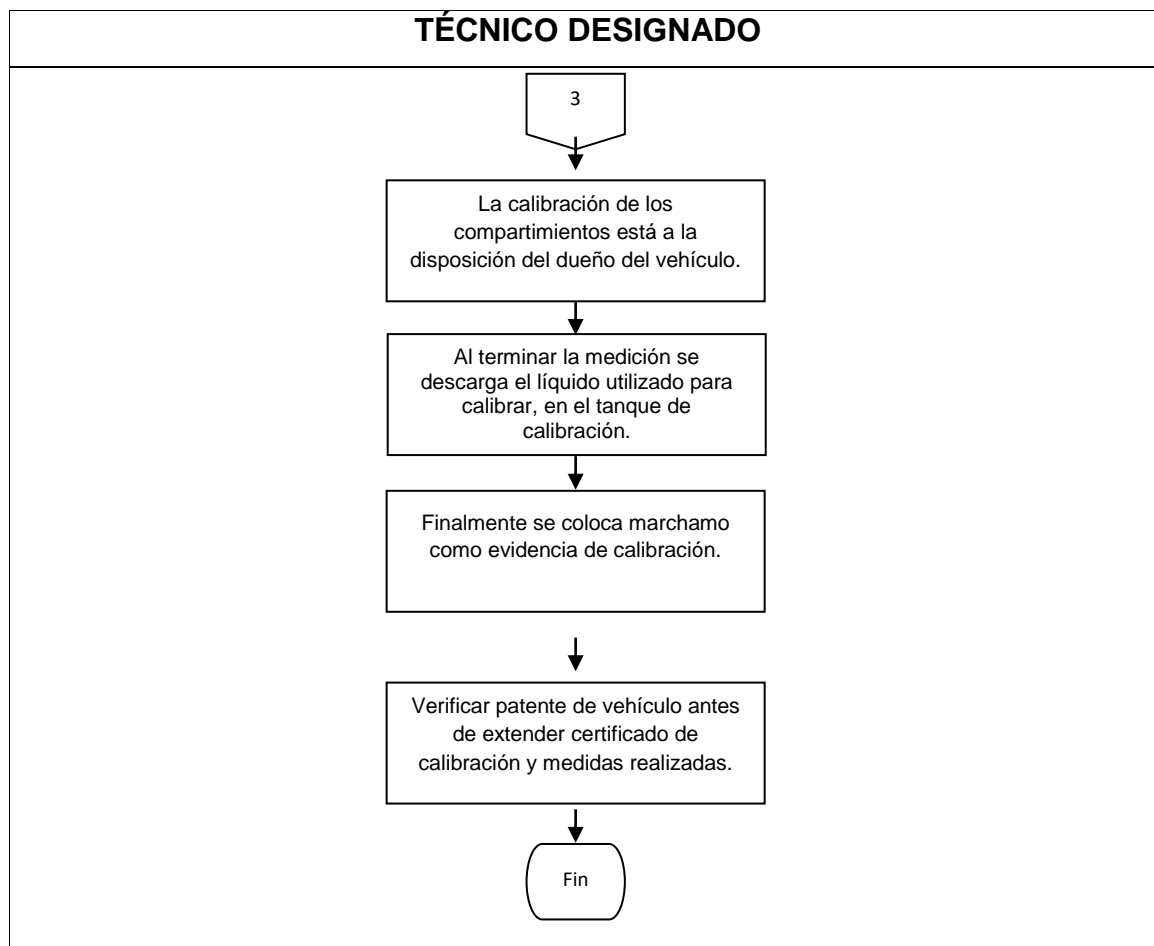 TÉCNICO DESIGNADO
3
La calibración de los
compartimientos está a la
disposición del dueño del vehículo.
Al terminar la medición se
descarga el líquido utilizado para
calibrar, en el tanque de
calibración.
Finalmente se coloca marchamo
como evidencia de calibración.
Verificar patente de vehículo antes
de extender certificado de
calibración y medidas realizadas.
Fin